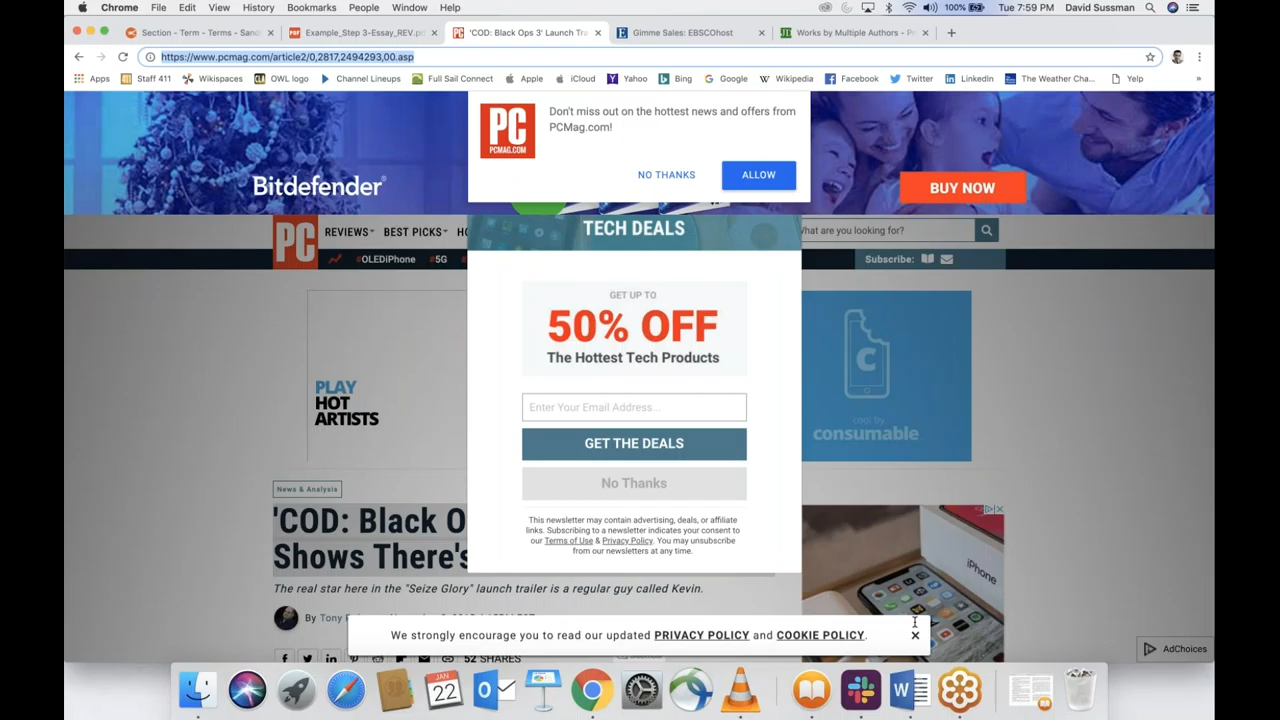 Chrome File Edit View History Bookmarks People Window Help 100% Tue 7:59 PM David Sussman
Section - Term - Terms - Sand × Example_Step 3-Essay_REV.pd × 'COD: Black Ops 3' Launch Tra × Gimme Sales: EBSCOhost × Works by Multiple Authors - Pu × +
https://www.pcmag.com/article2/0,2817,2494293,00.asp
Apps Staff 411 Wikispaces OWL logo Channel Lineups Full Sail Connect Apple iCloud Yahoo Bing Google Wikipedia Facebook Twitter LinkedIn The Weather Cha... Yelp
PC
PCMAG.COM
Don't miss out on the hottest news and offers from
PCMag.com!
NO THANKS ALLOW
Bitdefender
BUY NOW
PC REVIEWS BEST PICKS
TECH DEALS
What are you looking for?
#OLEDiPhone #5G
Subscribe:
GET UP TO
50% OFF
The Hottest Tech Products
PLAY
HOT
ARTISTS
C
cool by
consumable
Enter Your Email Address...
GET THE DEALS
No Thanks
News & Analysis
'COD: Black O
Shows There's
This newsletter may contain advertising, deals, or affiliate
links. Subscribing to a newsletter indicates your consent to
our Terms of Use & Privacy Policy. You may unsubscribe
from our newsletters at any time.
iPhone
The real star here in the "Seize Glory" launch trailer is a regular guy called Kevin.
By Tony
We strongly encourage you to read our updated PRIVACY POLICY and COOKIE POLICY. ×
52 SHARES
AdChoices
JAN
22